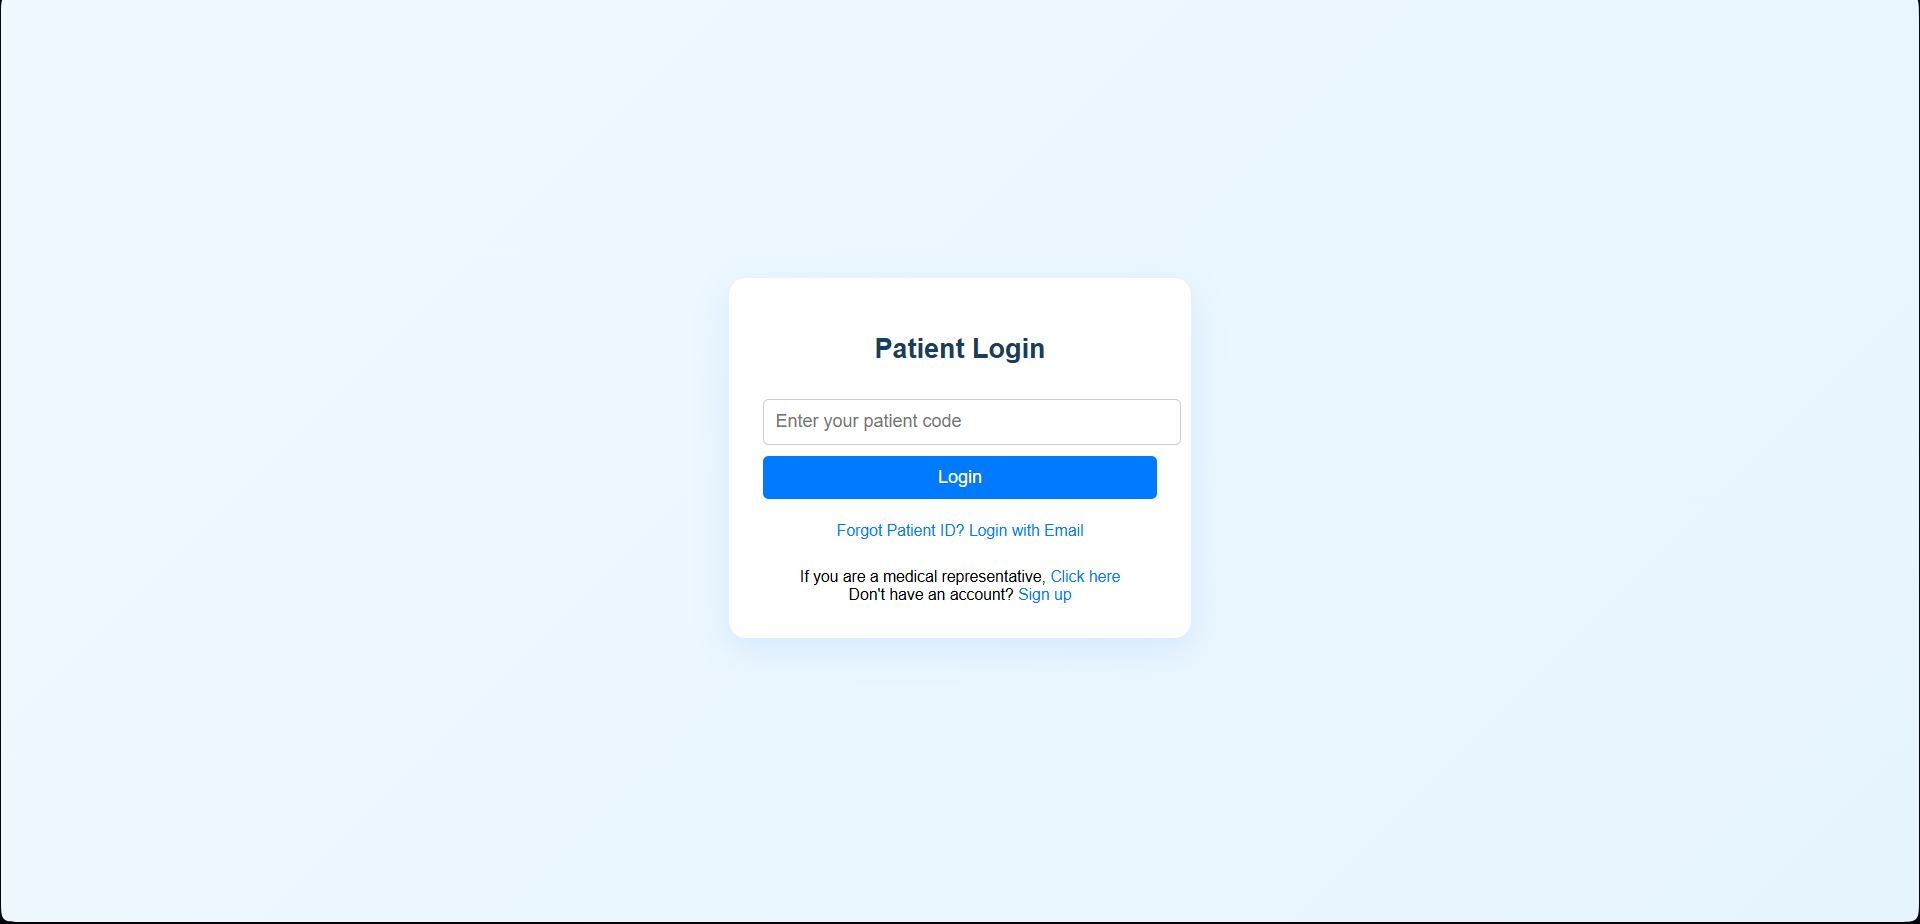 Patient Login
Enter your patient code
Login
Forgot Patient ID? Login with Email
If you are a medical representative, Click here
Don't have an account? Sign up